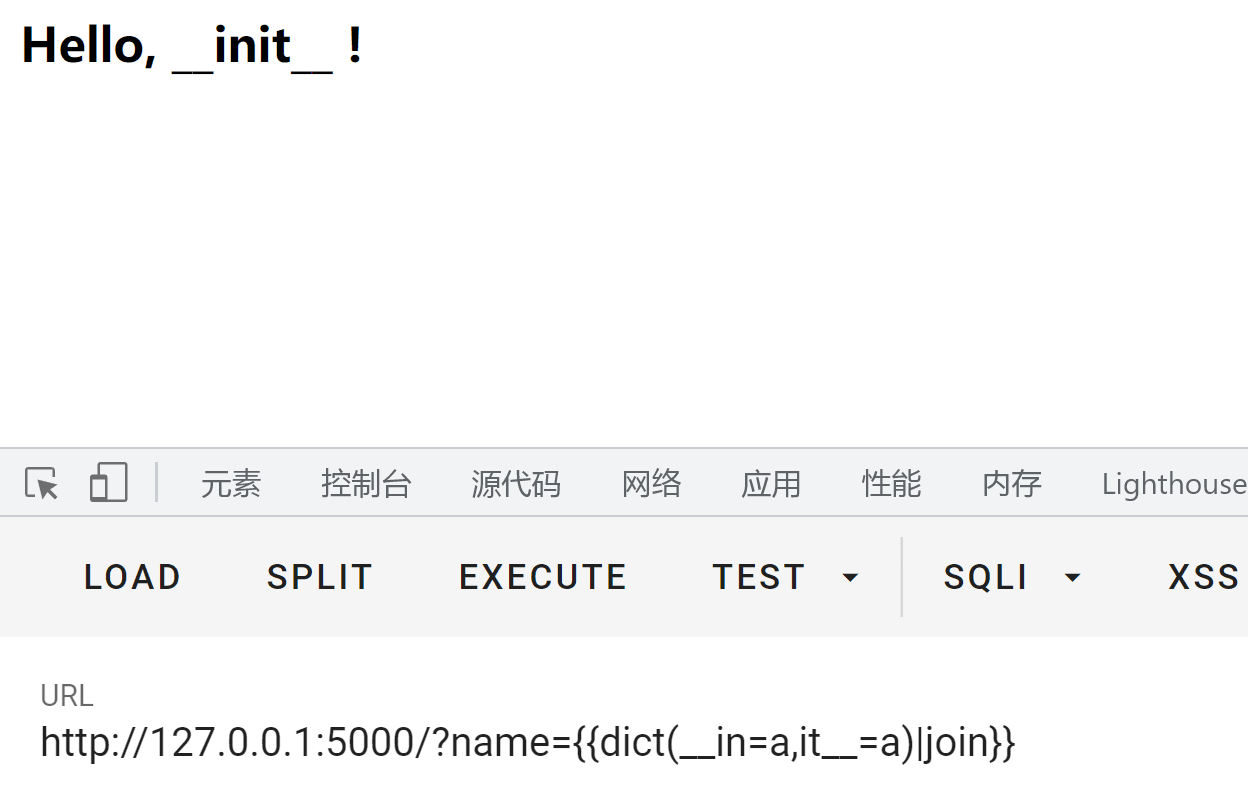 Hello, __init__ !
元素 控制台 源代码 网络 应用 性能 内存 Lighthouse
LOAD SPLIT EXECUTE TEST SQLI XSS
URL
http://127.0.0.1:5000/?name={{dict(__in=a,it__=a)|join}}